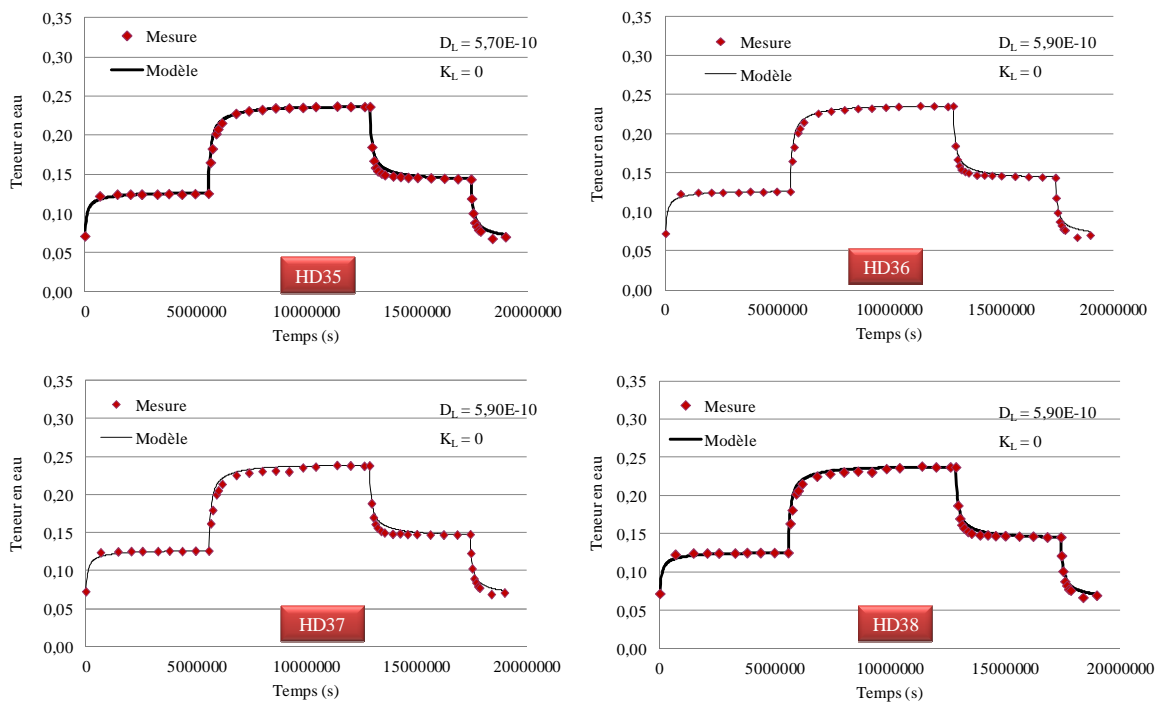 0,35
0,30
0,25
0,20
0,15
0,10
0,05
0,00
Teneur en eau
Mesure
Modèle
D_L = 5,70E-10
K_L = 0
HD35
0 5000000 10000000 15000000 20000000
Temps (s)
0,35
0,30
0,25
0,20
0,15
0,10
0,05
0,00
Teneur en eau
Mesure
Modèle
D_L = 5,90E-10
K_L = 0
HD36
0 5000000 10000000 15000000 20000000
Temps (s)
0,35
0,30
0,25
0,20
0,15
0,10
0,05
0,00
Teneur en eau
Mesure
Modèle
D_L = 5,90E-10
K_L = 0
HD37
0 5000000 10000000 15000000 20000000
Temps (s)
0,35
0,30
0,25
0,20
0,15
0,10
0,05
0,00
Teneur en eau
Mesure
Modèle
D_L = 5,90E-10
K_L = 0
HD38
0 5000000 10000000 15000000 20000000
Temps (s)